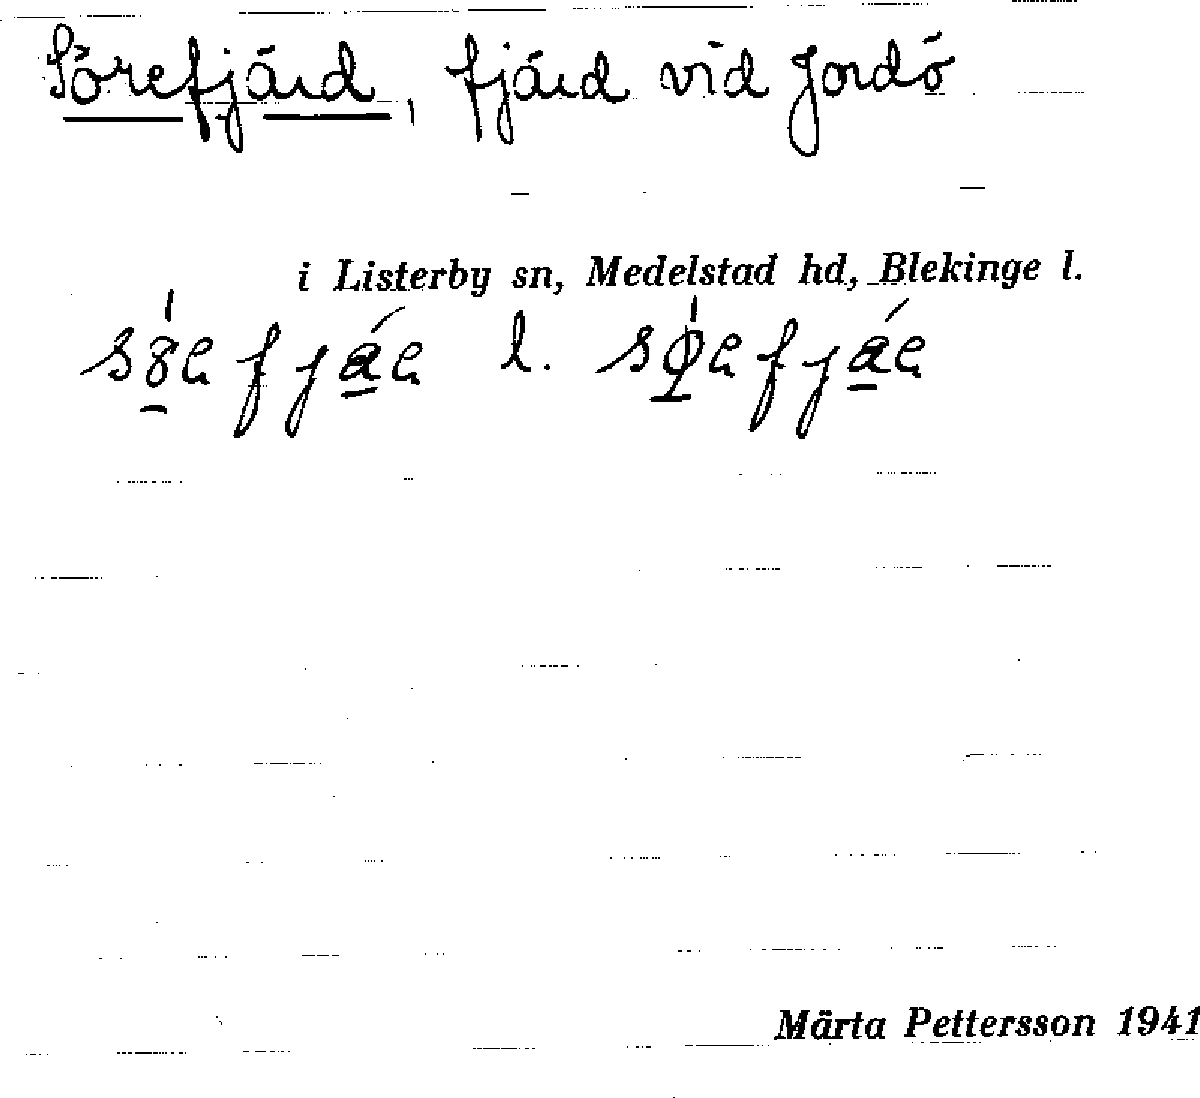 Sörefjärd, fjärd vid Jordö
i Listerby sn, Medelstad hd, Blekinge l.
l.
Märta Pettersson 1941